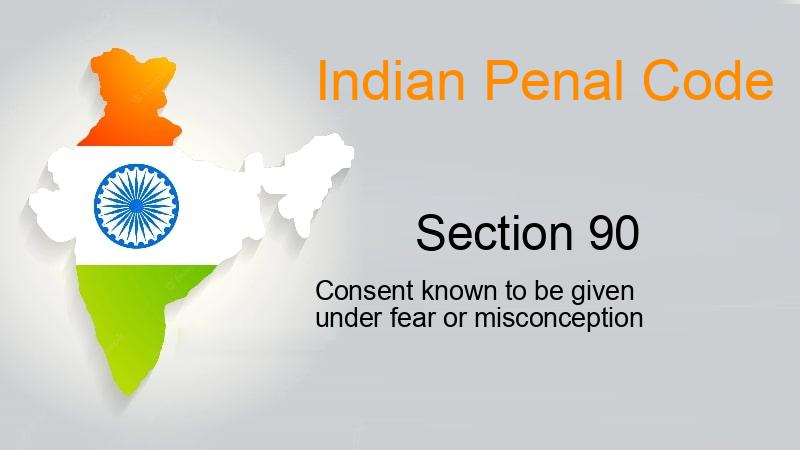 Indian Penal Code
Section 90
Consent known to be given
under fear or misconception